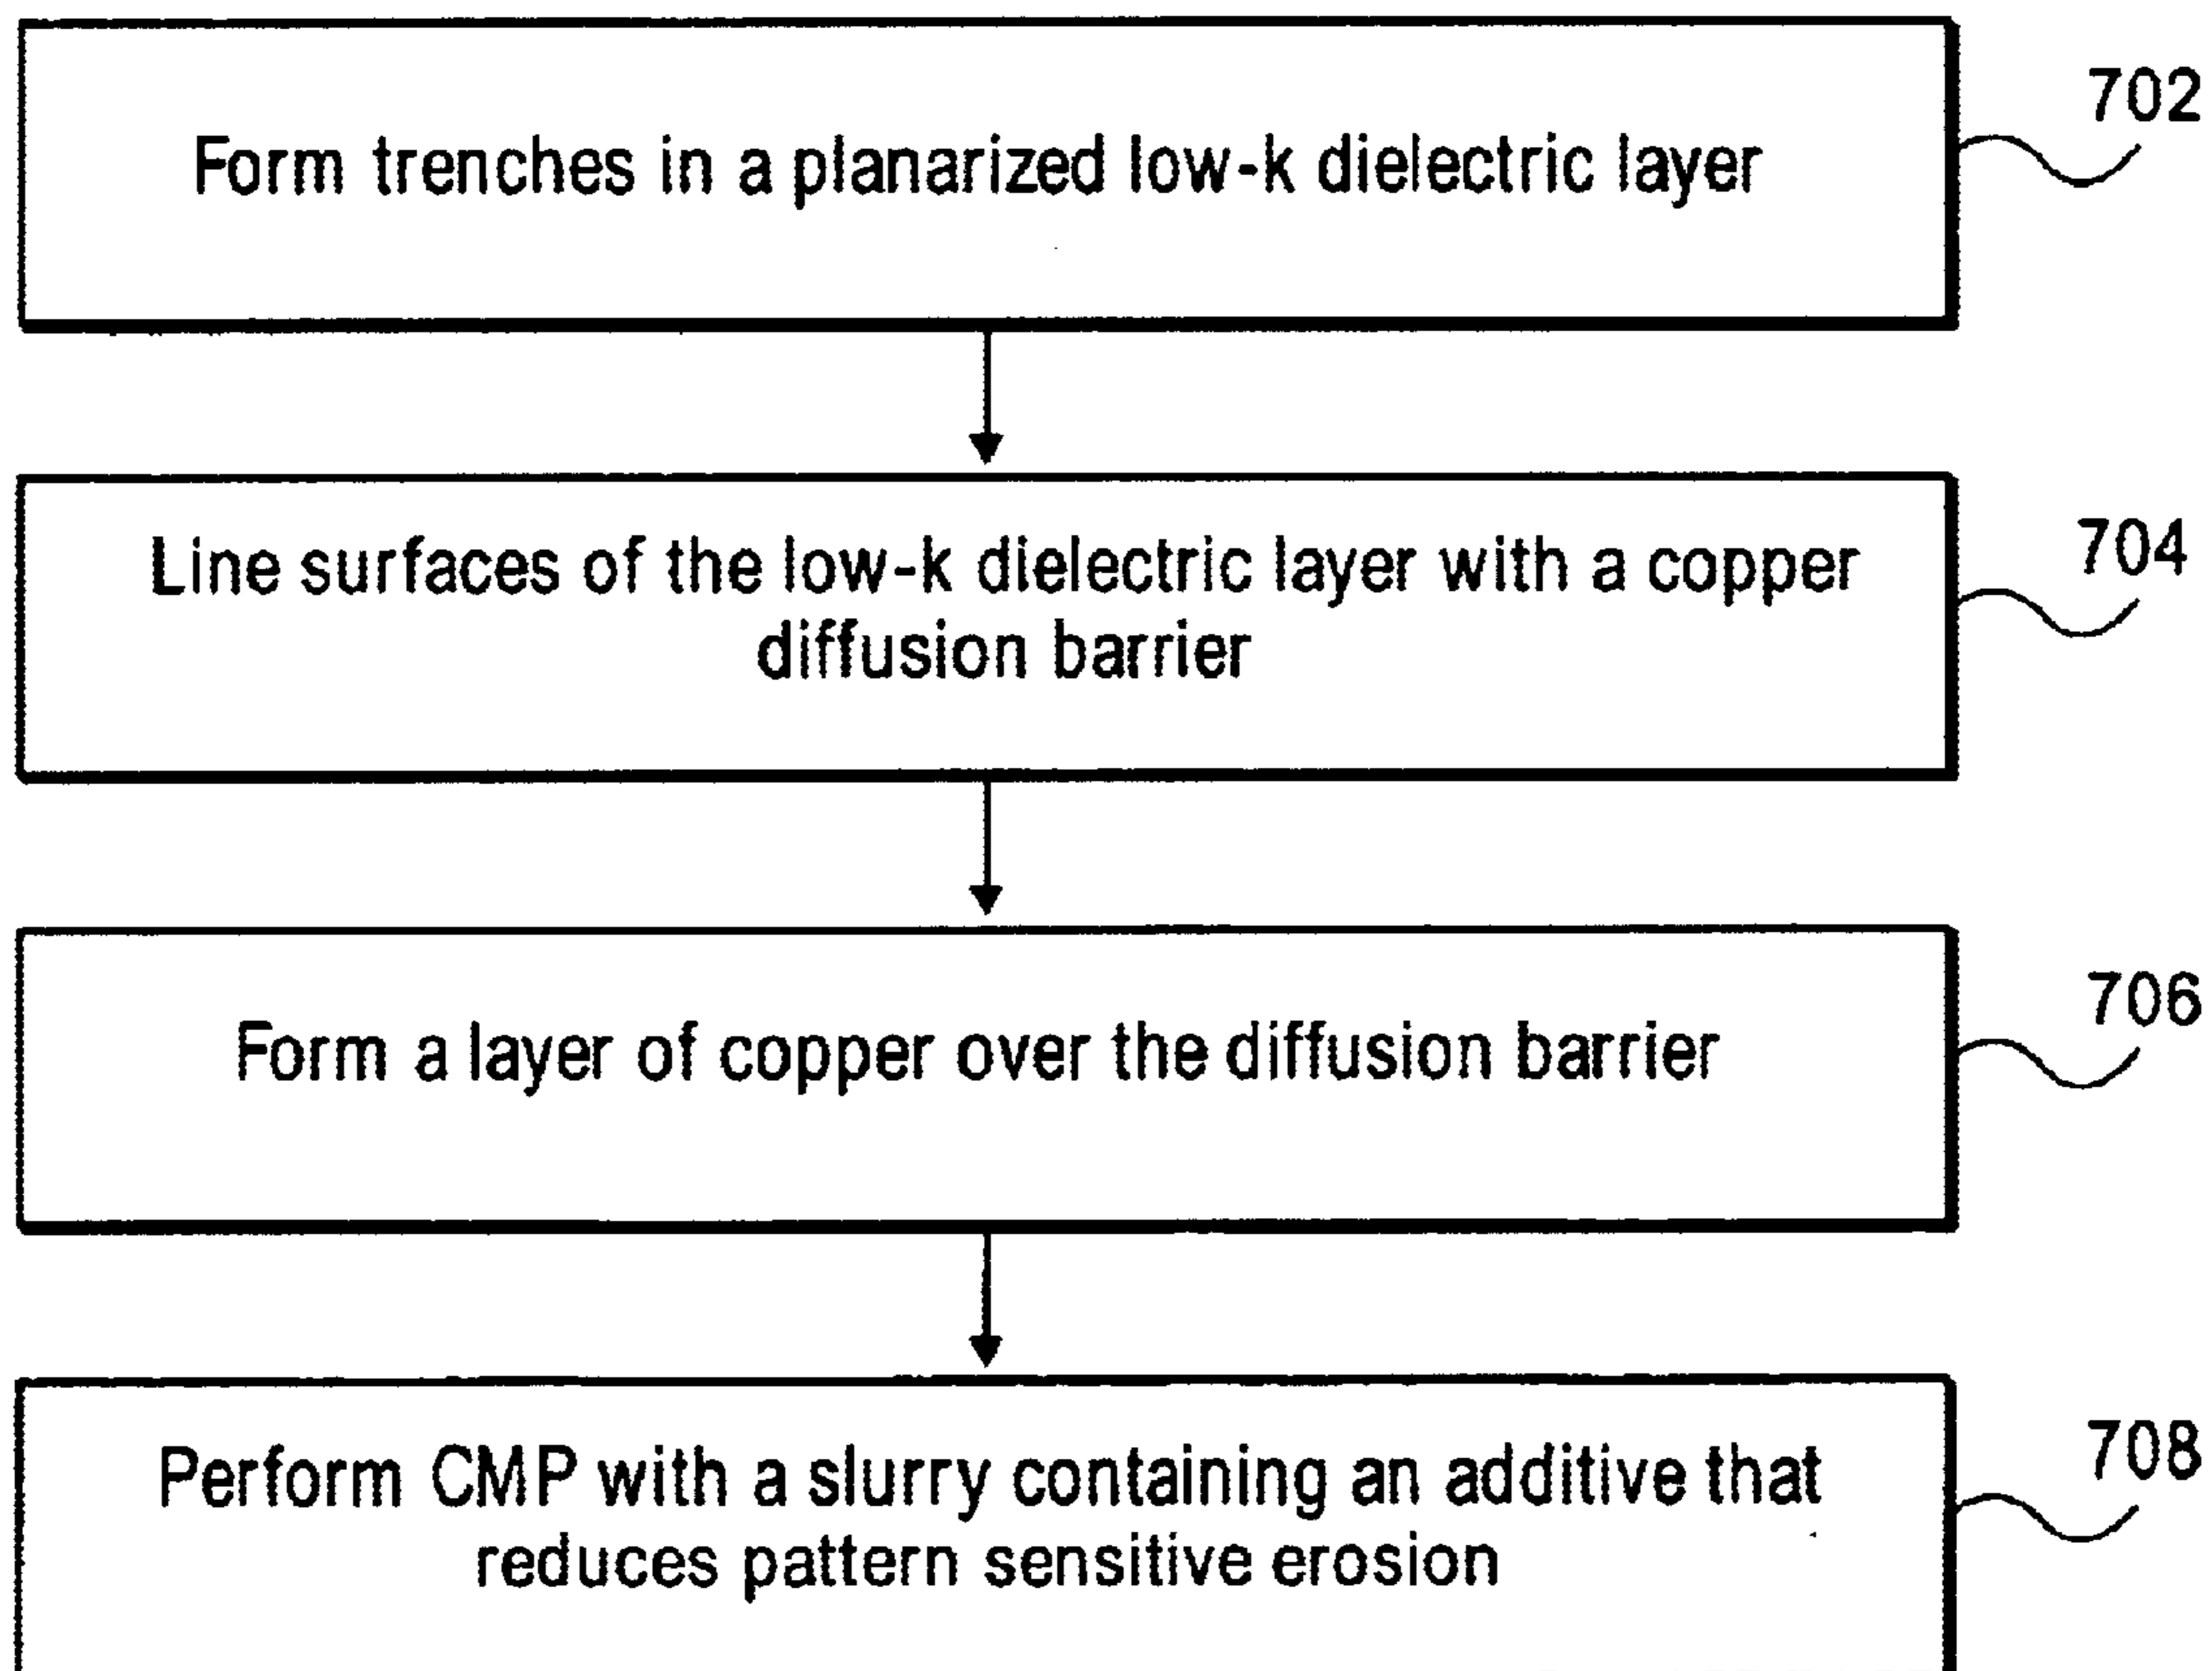 702
Form trenches in a planarized low-k dielectric layer
704
Line surfaces of the low-k dielectric layer with a copper
diffusion barrier
706
Form a layer of copper over the diffusion barrier
708
Perform CMP with a slurry containing an additive that
reduces pattern sensitive erosion